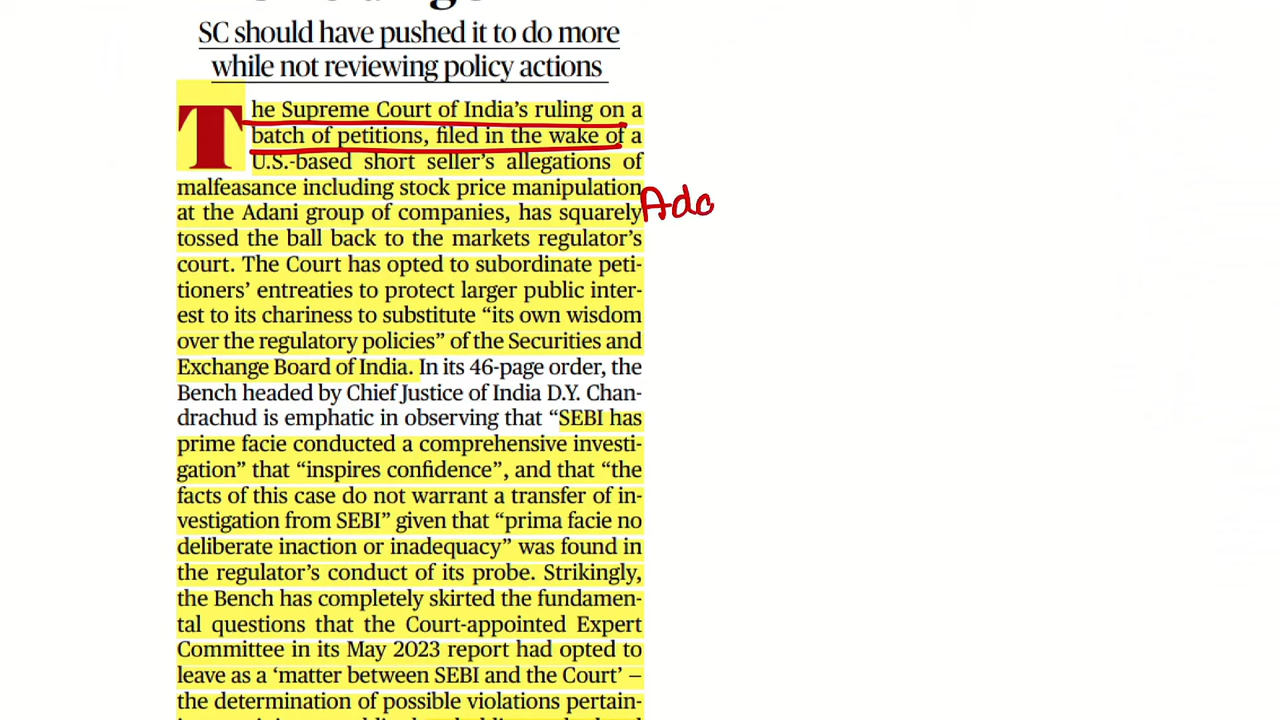 SC should have pushed it to do more
while not reviewing policy actions
The Supreme Court of India's ruling on a
batch of petitions, filed in the wake of a
U.S.-based short seller's allegations of
malfeasance including stock price manipulation
at the Adani group of companies, has squarely
Ado
tossed the ball back to the markets regulator's
court. The Court has opted to subordinate peti-
tioners' entreaties to protect larger public inter-
est to its chariness to substitute “its own wisdom
over the regulatory policies” of the Securities and
Exchange Board of India. In its 46-page order, the
Bench headed by Chief Justice of India D.Y. Chan-
drachud is emphatic in observing that “SEBI has
prime facie conducted a comprehensive investi-
gation” that “inspires confidence”, and that “the
facts of this case do not warrant a transfer of in-
vestigation from SEBI” given that “prima facie no
deliberate inaction or inadequacy” was found in
the regulator's conduct of its probe. Strikingly,
the Bench has completely skirted the fundamen-
tal questions that the Court-appointed Expert
Committee in its May 2023 report had opted to
leave as a ‘matter between SEBI and the Court’ –
the determination of possible violations pertain-